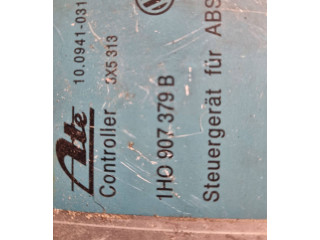 Ate 10.0941-031
Controller 5X5 313
1H0 907 379 B
Steuergerät für ABS